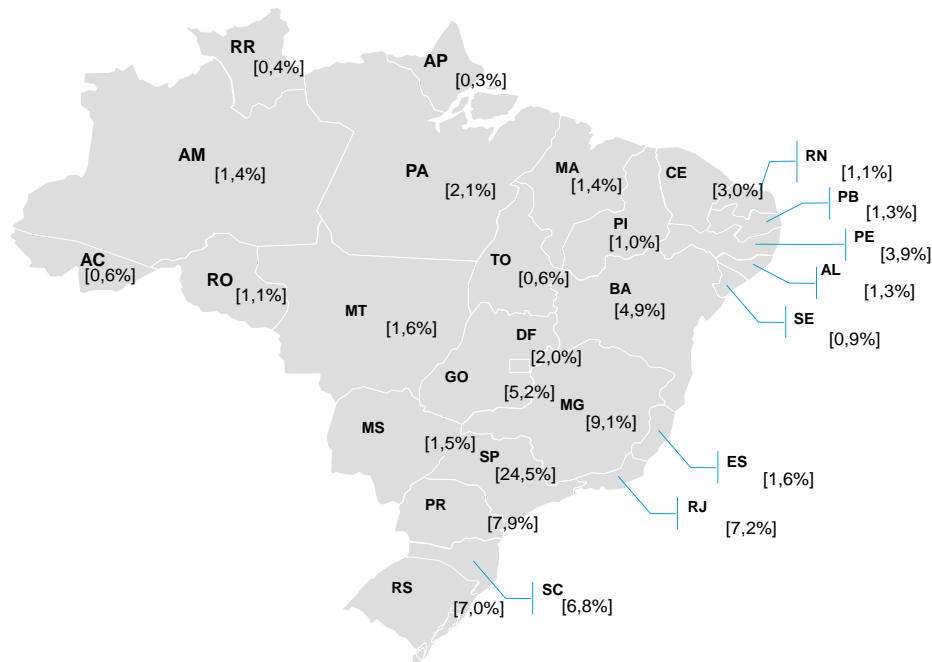 RR
[0,4%]
AP
[0,3%]
AM
[1,4%]
PA
[2,1%]
MA
[1,4%]
CE
[3,0%]
RN
[1,1%]
PB
[1,3%]
PI
[1,0%]
PE
[3,9%]
AC
[0,6%]
RO
[1,1%]
TO
[0,6%]
AL
[1,3%]
BA
[4,9%]
SE
[0,9%]
MT
[1,6%]
DF
[2,0%]
GO
[5,2%]
MG
[9,1%]
MS
[1,5%]
SP
[24,5%]
ES
[1,6%]
RJ
[7,2%]
PR
[7,9%]
RS
[7,0%]
SC
[6,8%]